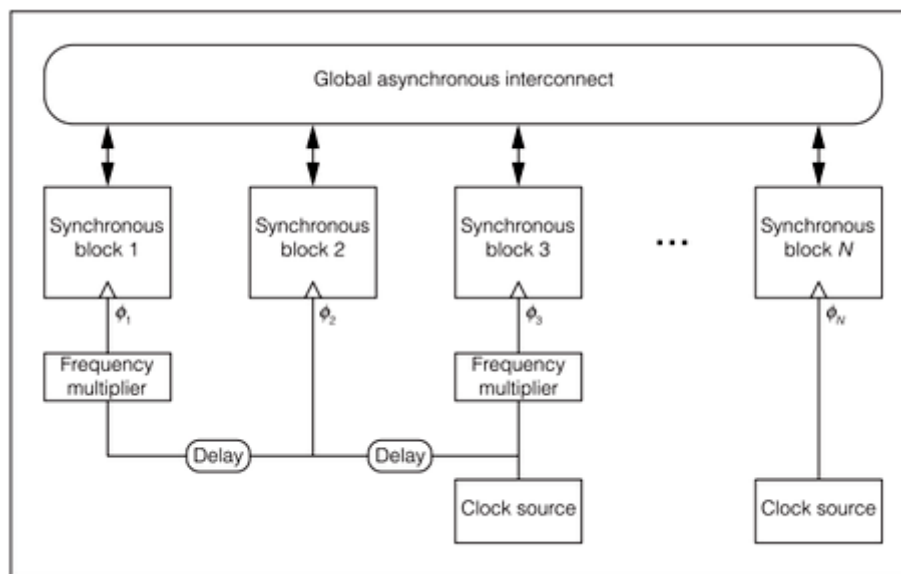 Global asynchronous interconnect
Synchronous
block 1
Synchronous
block 2
Synchronous
block 3
...
Synchronous
block N
ϕ1
ϕ2
ϕ3
ϕN
Frequency
multiplier
Frequency
multiplier
Delay
Delay
Clock source
Clock source